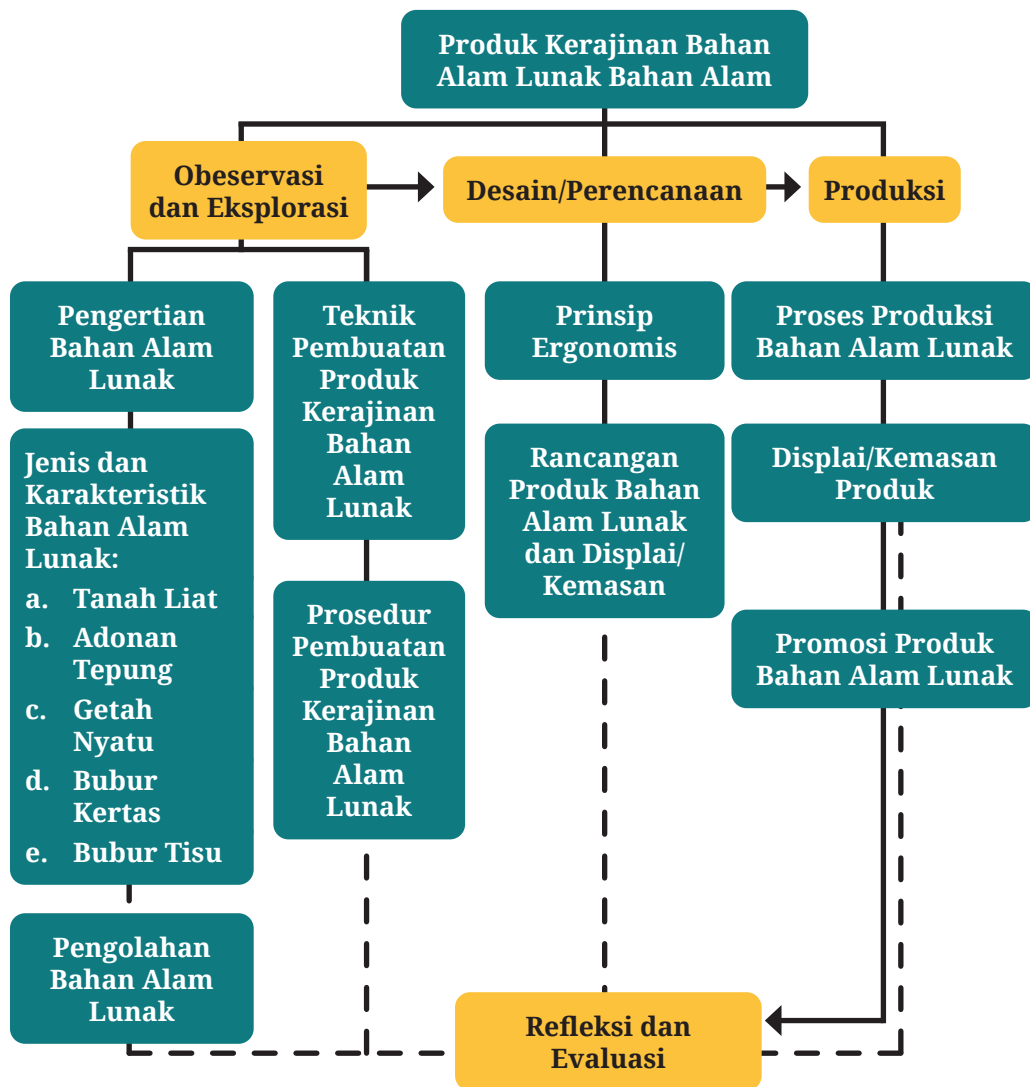 Produk Kerajinan Bahan
Alam Lunak Bahan Alam
Obeservasi
dan Eksplorasi
Desain/Perencanaan
Produksi
Pengertian
Bahan Alam
Lunak
Teknik
Pembuatan
Produk
Kerajinan
Bahan
Alam
Lunak
Prinsip
Ergonomis
Proses Produksi
Bahan Alam Lunak
Jenis dan
Karakteristik
Bahan Alam
Lunak:
a. Tanah Liat
b. Adonan
Tepung
c. Getah
Nyatu
d. Bubur
Kertas
e. Bubur Tisu
Prosedur
Pembuatan
Produk
Kerajinan
Bahan
Alam
Lunak
Rancangan
Produk Bahan
Alam Lunak
dan Displai/
Kemasan
Displai/Kemasan
Produk
Promosi Produk
Bahan Alam Lunak
Pengolahan
Bahan Alam
Lunak
Refleksi dan
Evaluasi